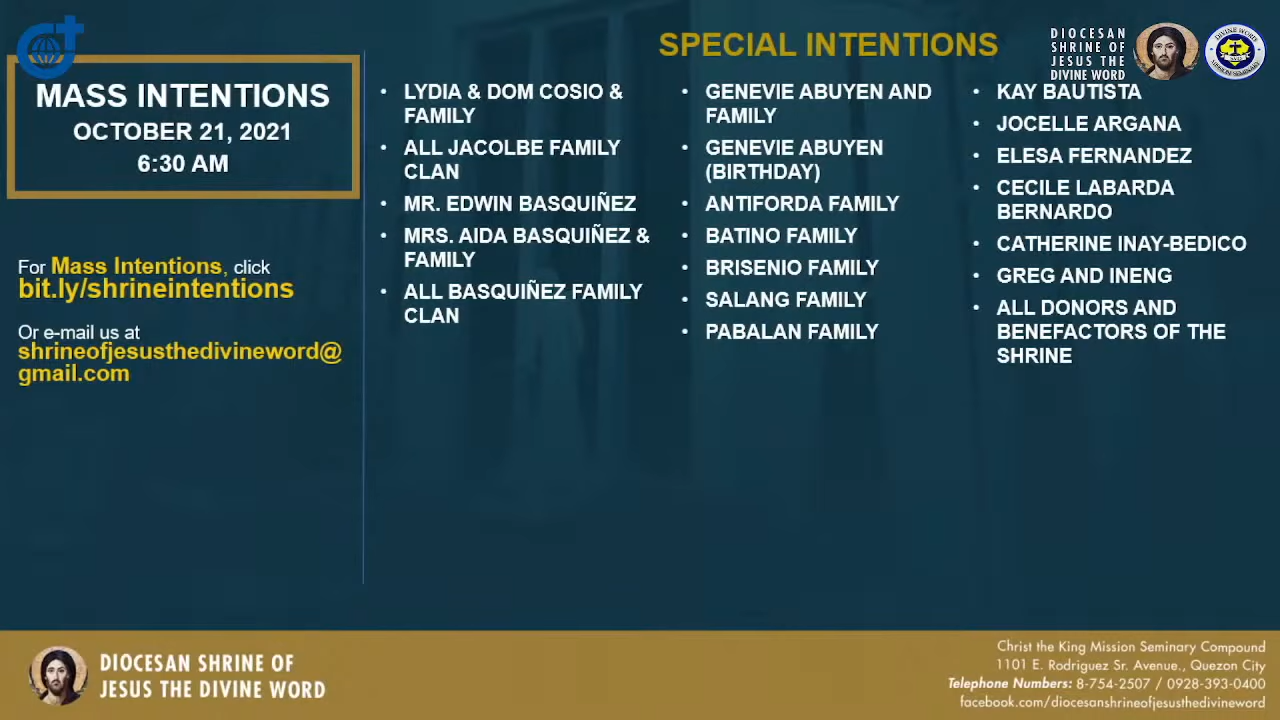 MASS INTENTIONS
OCTOBER 21, 2021
6:30 AM
For Mass Intentions, click
bit.ly/shrineintentions
Or e-mail us at
shrineofjesusthedivineword@
gmail.com
SPECIAL INTENTIONS
• LYDIA & DOM COSIO &
FAMILY
• ALL JACOLBE FAMILY
CLAN
• MR. EDWIN BASQUIÑEZ
• MRS. AIDA BASQUIÑEZ &
FAMILY
• ALL BASQUIÑEZ FAMILY
CLAN
• GENEVIE ABUYEN AND
FAMILY
• GENEVIE ABUYEN
(BIRTHDAY)
• ANTIFORDA FAMILY
• BATINO FAMILY
• BRISENIO FAMILY
• SALANG FAMILY
• PABALAN FAMILY
DIOCESAN
SHRINE OF
JESUS THE
DIVINE WORD
DIVINE WORD
MISSION SEMINARY
• KAY BAUTISTA
• JOCELLE ARGANA
• ELESA FERNANDEZ
• CECILE LABARDA
BERNARDO
• CATHERINE INAY-BEDICO
• GREG AND INENG
• ALL DONORS AND
BENEFACTORS OF THE
SHRINE
DIOCESAN SHRINE OF
JESUS THE DIVINE WORD
Christ the King Mission Seminary Compound
1101 E. Rodriguez Sr. Avenue., Quezon City
Telephone Numbers: 8-754-2507 / 0928-393-0400
facebook.com/diocesanshrineofjesusthedivineword